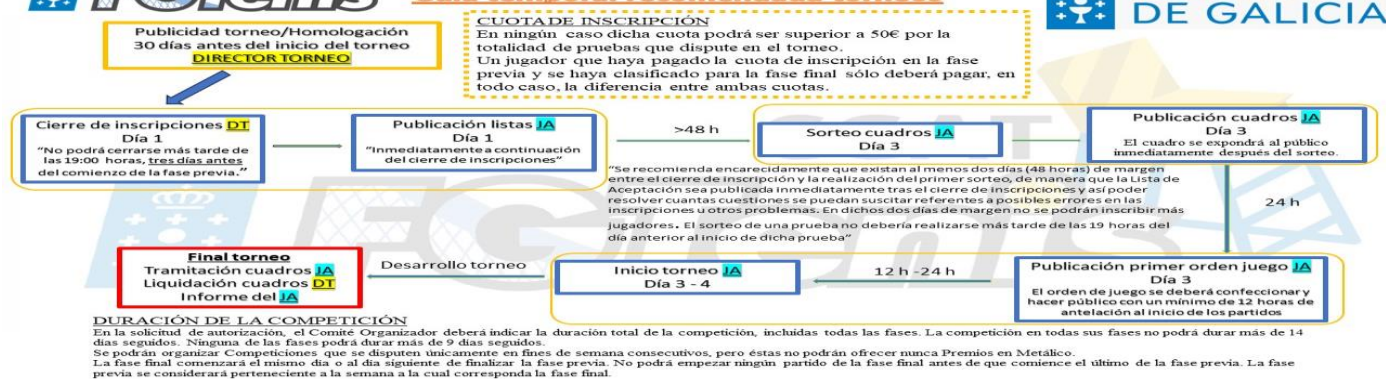 FGTenis
Guía temporal recomendada torneos
DE GALICIA
Publicidad torneo/Homologación
30 días antes del inicio del torneo
DIRECTOR TORNEO
CUOTA DE INSCRIPCIÓN
En ningún caso dicha cuota podrá ser superior a 50€ por la
totalidad de pruebas que dispute en el torneo.
Un jugador que haya pagado la cuota de inscripción en la fase
previa y se haya clasificado para la fase final sólo deberá pagar, en
todo caso, la diferencia entre ambas cuotas.
Cierre de inscripciones DT
Día 1
"No podrá cerrarse más tarde de
las 19:00 horas, tres días antes
del comienzo de la fase previa."
Publicación listas JA
Día 1
"Inmediatamente a continuación
del cierre de inscripciones"
>48 h
Sorteo cuadros JA
Día 3
Publicación cuadros JA
Día 3
El cuadro se expondrá al público
inmediatamente después del sorteo.
"Se recomienda encarecidamente que existan al menos dos días (48 horas) de margen
entre el cierre de inscripción y la realización del primer sorteo, de manera que la Lista de
Aceptación sea publicada inmediatamente tras el cierre de inscripciones y así poder
resolver cuantas cuestiones se puedan suscitar referentes a posibles errores en las
inscripciones u otros problemas. En dichos dos días de margen no se podrán inscribir más
jugadores. El sorteo de una prueba no debería realizarse más tarde de las 19 horas del
día anterior al inicio de dicha prueba"
24 h
Final torneo
Tramitación cuadros JA
Liquidación cuadros DT
Informe del JA
Desarrollo torneo
Inicio torneo JA
Día 3 - 4
12 h -24 h
Publicación primer orden juego JA
Día 3
El orden de juego se deberá confeccionar y
hacer público con un mínimo de 12 horas de
antelación al inicio de los partidos
DURACIÓN DE LA COMPETICIÓN
En la solicitud de autorización, el Comité Organizador deberá indicar la duración total de la competición, incluidas todas las fases. La competición en todas sus fases no podrá durar más de 14
días seguidos. Ninguna de las fases podrá durar más de 9 días seguidos.
Se podrán organizar Competiciones que se disputen únicamente en fines de semana consecutivos, pero éstas no podrán ofrecer nunca Premios en Metálico.
La fase final comenzará el mismo día o al día siguiente de finalizar la fase previa. No podrá empezar ningún partido de la fase final antes de que comience el último de la fase previa. La fase
previa se considerará perteneciente a la semana a la cual corresponda la fase final.